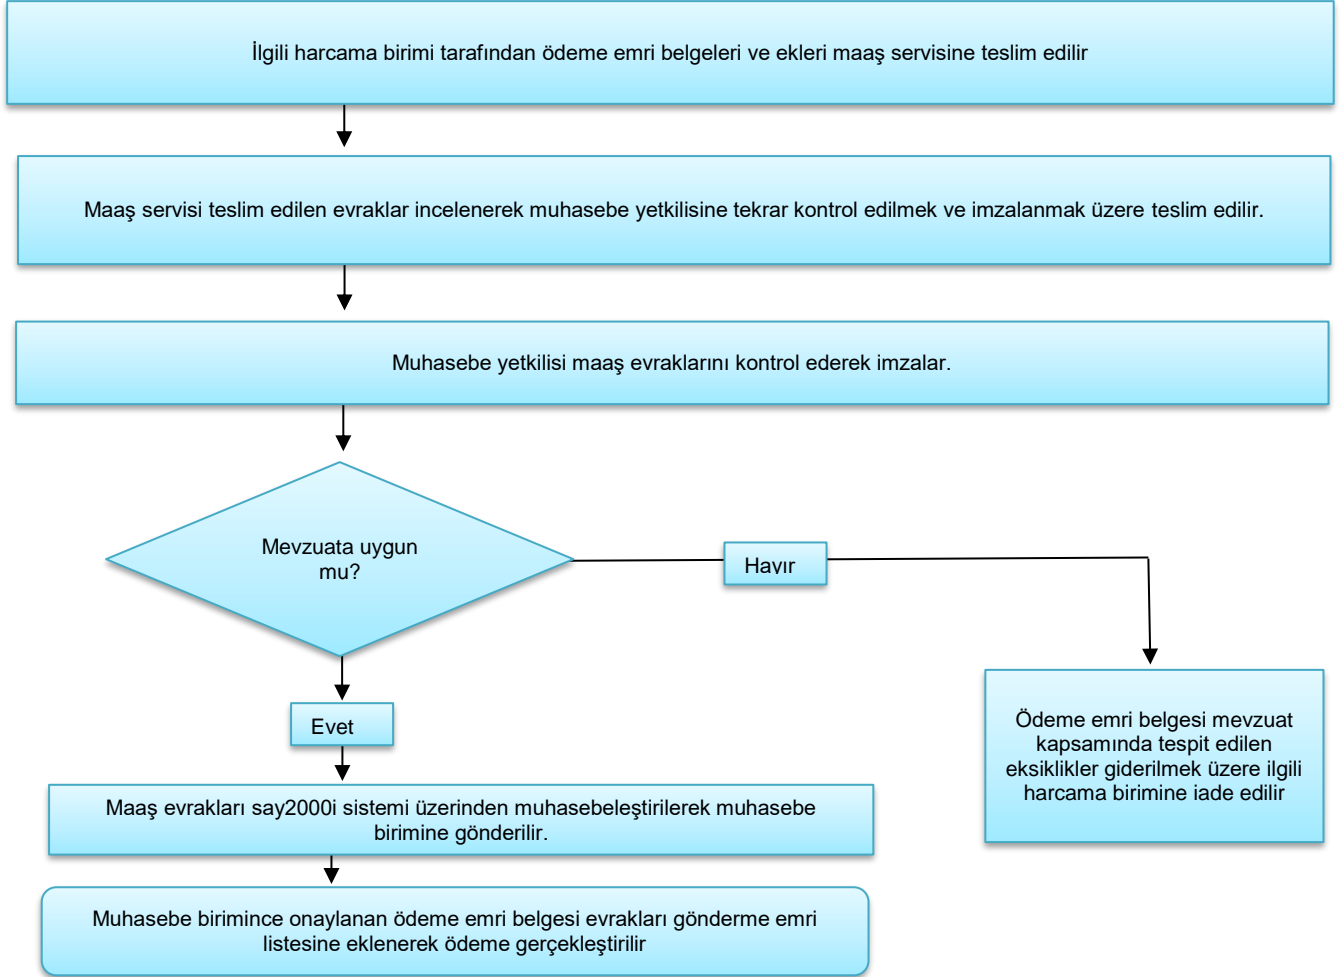 İlgili harcama birimi tarafından ödeme emri belgeleri ve ekleri maaş servisine teslim edilir
Maaş servisi teslim edilen evraklar incelenerek muhasebe yetkilisine tekrar kontrol edilmek ve imzalanmak üzere teslim edilir.
Muhasebe yetkilisi maaş evraklarını kontrol ederek imzalar.
Mevzuata uygun
mu?
Hayır
Evet
Ödeme emri belgesi mevzuat
kapsamında tespit edilen
eksiklikler giderilmek üzere ilgili
harcama birimine iade edilir
Maaş evrakları say2000i sistemi üzerinden muhasebeleştirilerek muhasebe
birimine gönderilir.
Muhasebe birimince onaylanan ödeme emri belgesi evrakları gönderme emri
listesine eklenerek ödeme gerçekleştirilir